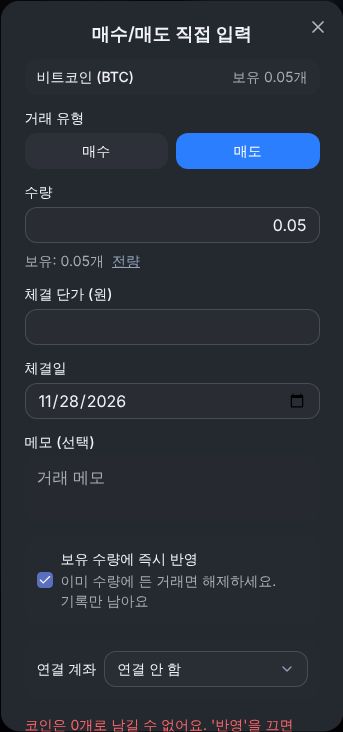 매수/매도 직접 입력
비트코인 (BTC) 보유 0.05개
거래 유형
매수 매도
수량
0.05
보유: 0.05개 전량
체결 단가 (원)
체결일
11/28/2026
메모 (선택)
거래 메모
보유 수량에 즉시 반영
이미 수량에 든 거래면 해제하세요.
기록만 남아요
연결 계좌 연결 안 함
코인은 0개로 남길 수 없어요. '반영'을 끄면